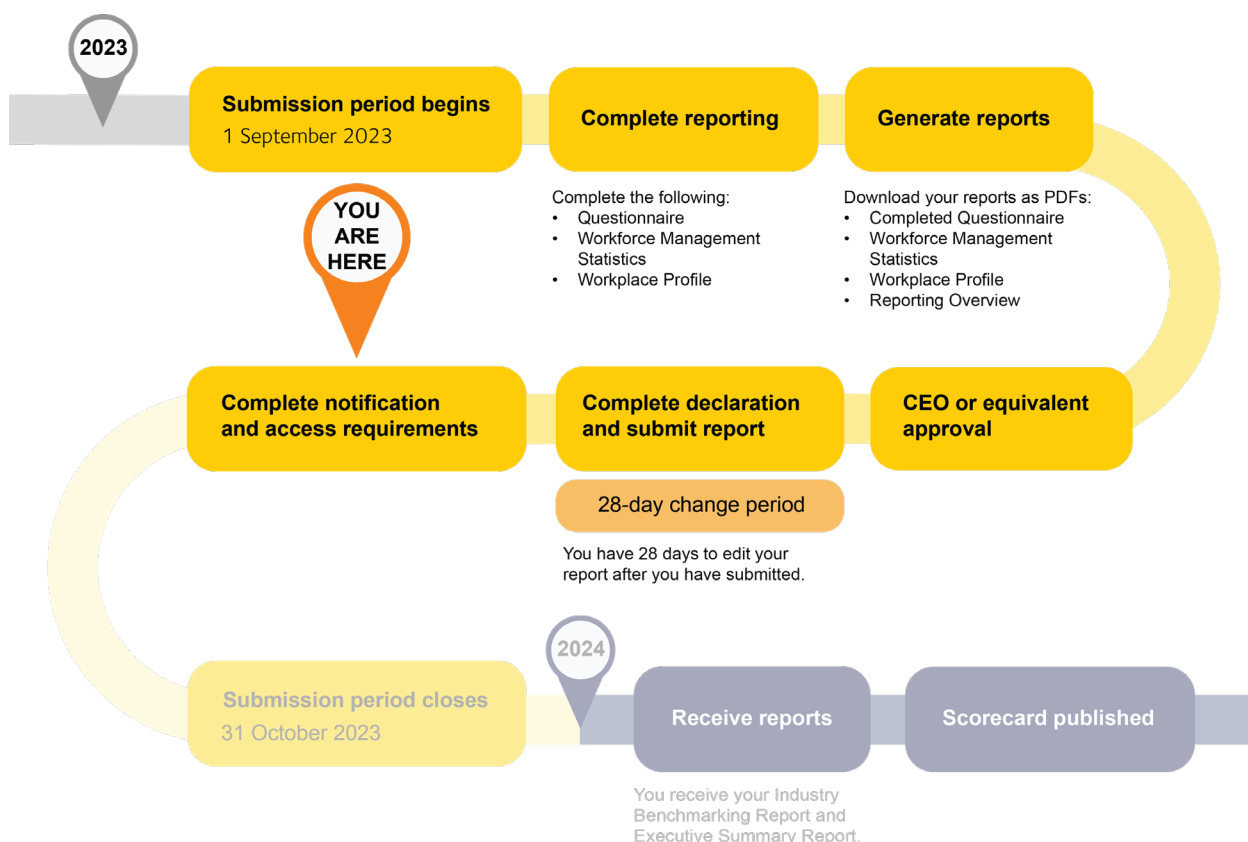 2023
Submission period begins
1 September 2023
Complete reporting
Generate reports
Complete the following:
• Questionnaire
• Workforce Management
Statistics
• Workplace Profile
Download your reports as PDFs:
• Completed Questionnaire
• Workforce Management
Statistics
• Workplace Profile
• Reporting Overview
YOU
ARE
HERE
CEO or equivalent
approval
Complete declaration
and submit report
28-day change period
You have 28 days to edit your
report after you have submitted.
Complete notification
and access requirements
Submission period closes
31 October 2023
2024
Receive reports
You receive your Industry
Benchmarking Report and
Executive Summary Report.
Scorecard published